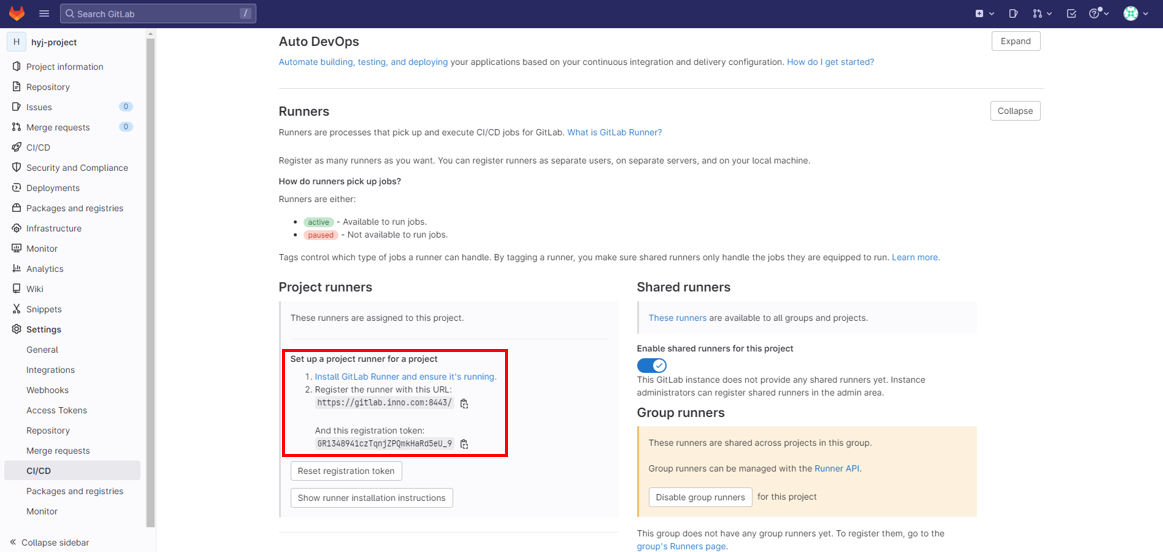 Search GitLab /
H hyj-project
Project information
Repository
Issues 0
Merge requests 0
CI/CD
Security and Compliance
Deployments
Packages and registries
Infrastructure
Monitor
Analytics
Wiki
Snippets
Settings
General
Integrations
Webhooks
Access Tokens
Repository
Merge requests
CI/CD
Packages and registries
Monitor
Collapse sidebar
Auto DevOps
Expand
Automate building, testing, and deploying your applications based on your continuous integration and delivery configuration. How do I get started?
Runners
Collapse
Runners are processes that pick up and execute CI/CD jobs for GitLab. What is GitLab Runner?
Register as many runners as you want. You can register runners as separate users, on separate servers, and on your local machine.
How do runners pick up jobs?
Runners are either:
active - Available to run jobs.
paused - Not available to run jobs.
Tags control which type of jobs a runner can handle. By tagging a runner, you make sure shared runners only handle the jobs they are equipped to run. Learn more.
Project runners
These runners are assigned to this project.
Set up a project runner for a project
1. Install GitLab Runner and ensure it's running.
2. Register the runner with this URL:
https://gitlab.inno.com:8443/
And this registration token:
GR1348941czTqnjZPQmkHaRd5eU_9
Reset registration token
Show runner installation instructions
Shared runners
These runners are available to all groups and projects.
Enable shared runners for this project
This GitLab instance does not provide any shared runners yet. Instance
administrators can register shared runners in the admin area.
Group runners
These runners are shared across projects in this group.
Group runners can be managed with the Runner API.
Disable group runners for this project
This group does not have any group runners yet. To register them, go to the
group's Runners page.